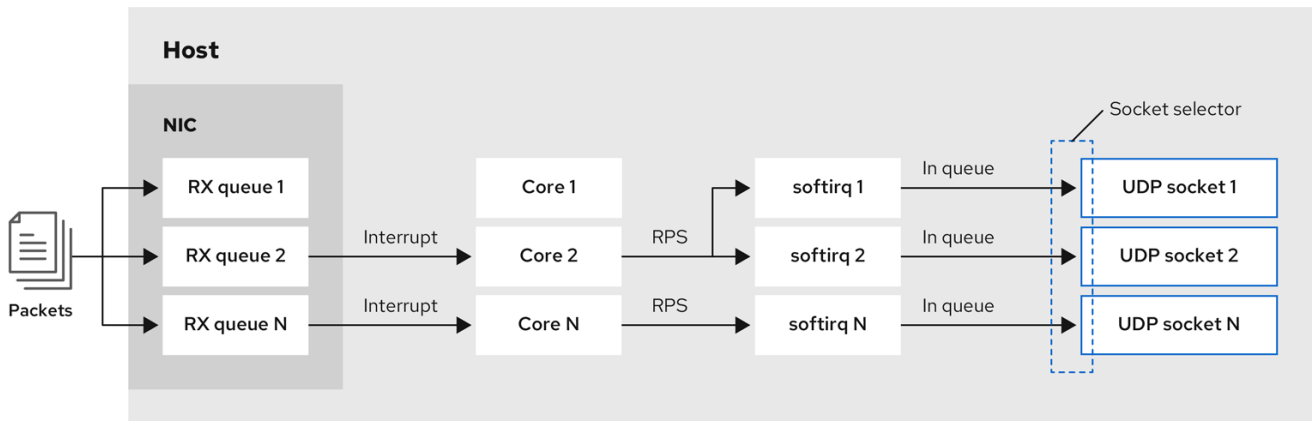 Host
NIC
Socket selector
RX queue 1
Core 1
softirq 1
In queue
UDP socket 1
Packets
RX queue 2
Interrupt
Core 2
RPS
softirq 2
In queue
UDP socket 2
RX queue N
Interrupt
Core N
RPS
softirq N
In queue
UDP socket N